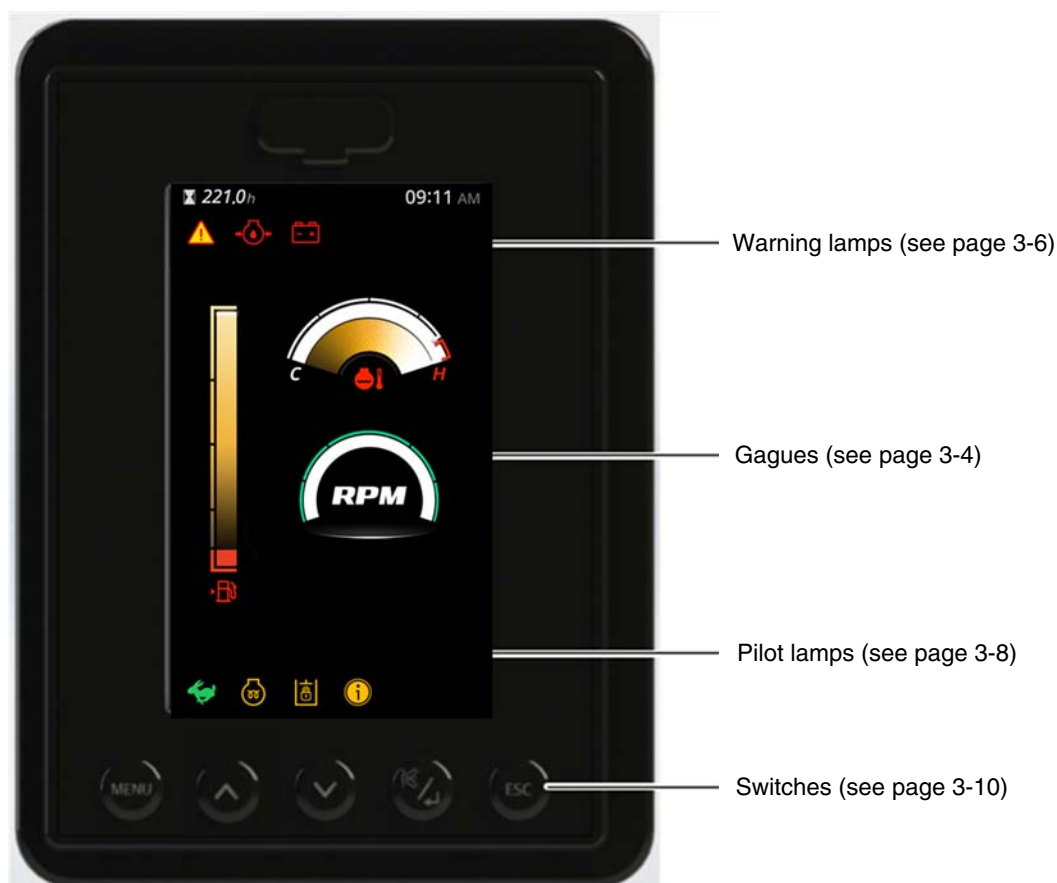 221.0h
09:11 AM
Warning lamps (see page 3-6)
C
H
Gagues (see page 3-4)
RPM
Pilot lamps (see page 3-8)
MENU
ESC
Switches (see page 3-10)